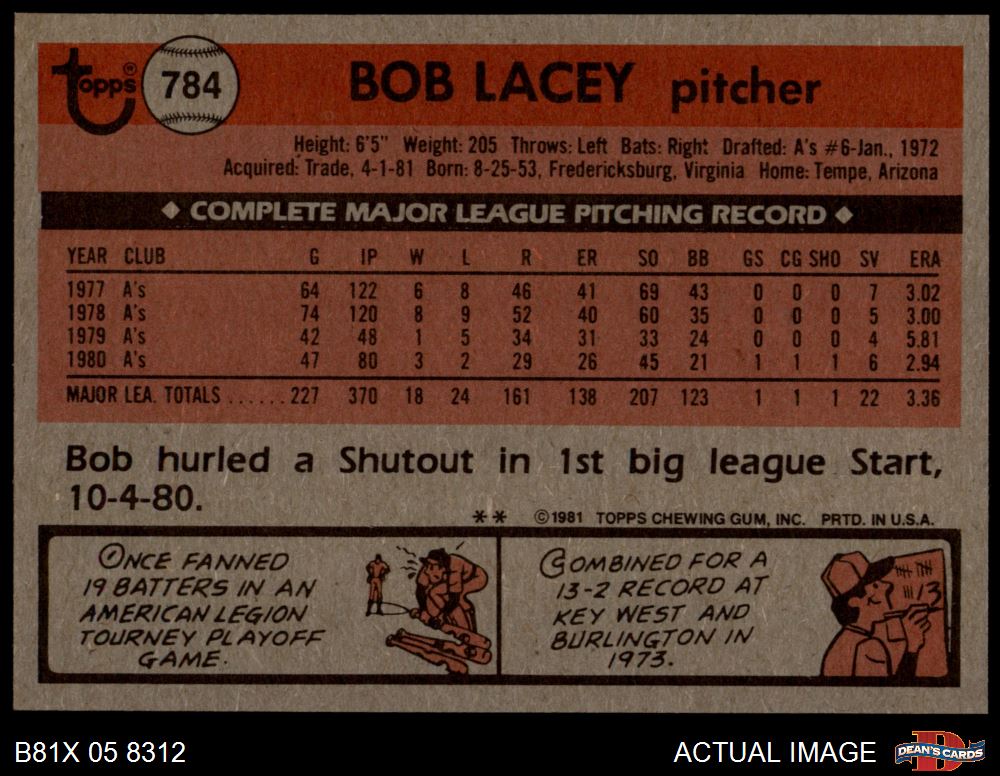 topps®
784
BOB LACEY pitcher
Height: 6'5" Weight: 205 Throws: Left Bats: Right Drafted: A's #6-Jan., 1972
Acquired: Trade, 4-1-81 Born: 8-25-53, Fredericksburg, Virginia Home: Tempe, Arizona
◆ COMPLETE MAJOR LEAGUE PITCHING RECORD ◆
YEAR CLUB G IP W L R ER SO BB GS CG SHO SV ERA
1977 A's 64 122 6 8 46 41 69 43 0 0 0 7 3.02
1978 A's 74 120 8 9 52 40 60 35 0 0 0 5 3.00
1979 A's 42 48 1 5 34 31 33 24 0 0 0 4 5.81
1980 A's 47 80 3 2 29 26 45 21 1 1 1 6 2.94
MAJOR LEA. TOTALS ...... 227 370 18 24 161 138 207 123 1 1 1 22 3.36
Bob hurled a Shutout in 1st big league Start,
10-4-80.
** ©1981 TOPPS CHEWING GUM, INC. PRTD. IN U.S.A.
ONCE FANNED
19 BATTERS IN AN
AMERICAN LEGION
TOURNEY PLAYOFF
GAME.
COMBINED FOR A
13-2 RECORD AT
KEY WEST AND
BURLINGTON IN
1973.
13
B81X 05 8312
ACTUAL IMAGE
DEAN'S CARDS